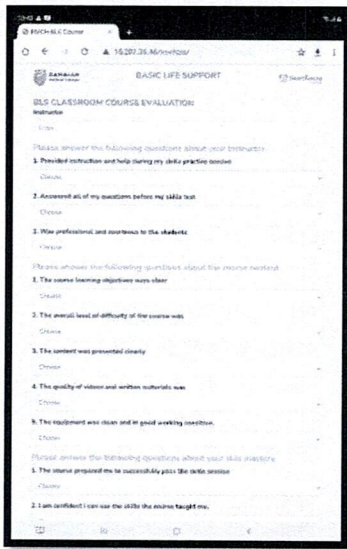 BASIC LIFE SUPPORT
BLS CLASSROOM COURSE EVALUATION
Instructor
Please answer the following questions about your instructor
1. Provided instruction and help during my skills practice session
Choose
2. Answered all of my questions before my skills test
Choose
3. Was professional and courteous to the students
Choose
Please answer the following questions about the course content
1. The course learning objectives were clear
Choose
2. The overall level of difficulty of the course was
Choose
3. The content was presented clearly
Choose
4. The quality of videos and written materials was
Choose
5. The equipment was clean and in good working condition.
Choose
Please answer the following questions about your skills mastery
1. The course prepared me to successfully pass the skills session
Choose
2. I am confident I can use the skills the course taught me.